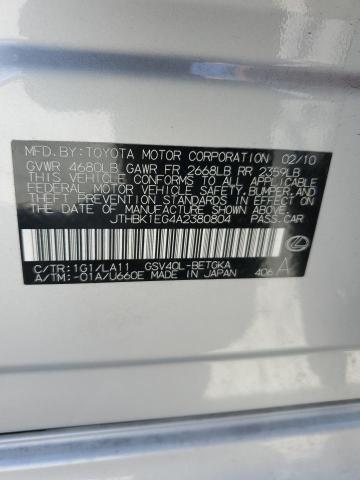 MFD.BY:TOYOTA MOTOR CORPORATION 02/10
GVWR 4680LB GAWR FR 2668LB RR 2359LB
THIS VEHICLE CONFORMS TO ALL APPLICABLE
FEDERAL MOTOR VEHICLE SAFETY, BUMPER, AND
THEFT PREVENTION STANDARDS IN EFFECT ON
THE DATE OF MANUFACTURE SHOWN ABOVE.
JTHBK1EG4A2380804 PASS.CAR
C/TR:1G1/LA11 GSV40L-BETGKA
A/TM:-01A/U660E MADE IN JAPAN 406 A